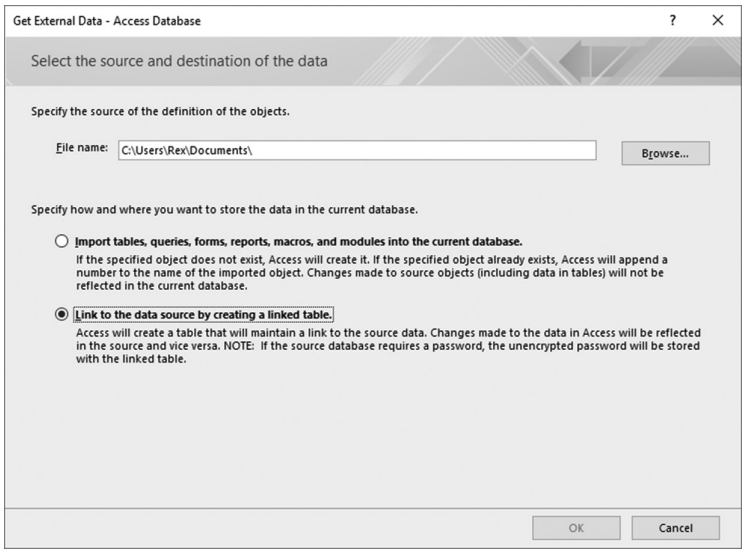 Get External Data - Access Database
Select the source and destination of the data
Specify the source of the definition of the objects.
File name: C:\Users\Rex\Documents\ Browse...
Specify how and where you want to store the data in the current database.
Import tables, queries, forms, reports, macros, and modules into the current database.
If the specified object does not exist, Access will create it. If the specified object already exists, Access will append a
number to the name of the imported object. Changes made to source objects (including data in tables) will not be
reflected in the current database.
Link to the data source by creating a linked table.
Access will create a table that will maintain a link to the source data. Changes made to the data in Access will be reflected
in the source and vice versa. NOTE: If the source database requires a password, the unencrypted password will be stored
with the linked table.
OK Cancel